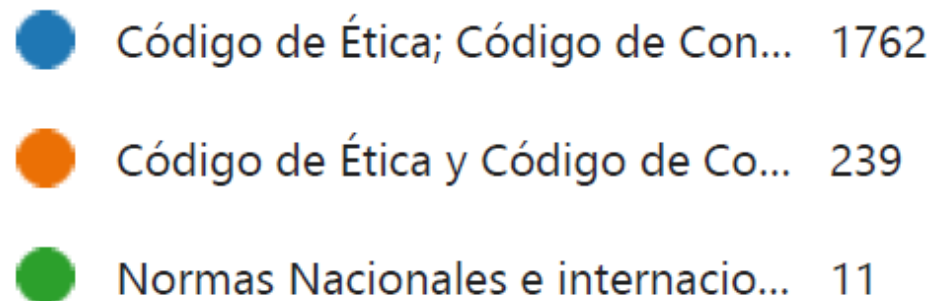 Código de Ética; Código de Con... 1762
Código de Ética y Código de Co... 239
Normas Nacionales e internacio... 11